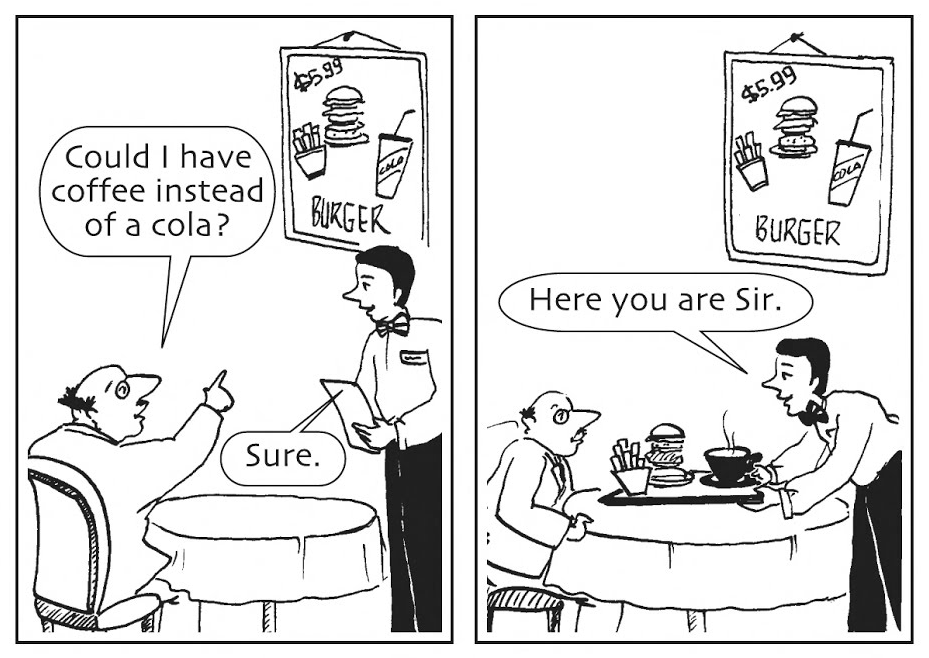 $5.99
COLA
BURGER
Could I have
coffee instead
of a cola?
Sure.
$5.99
COLA
BURGER
Here you are Sir.